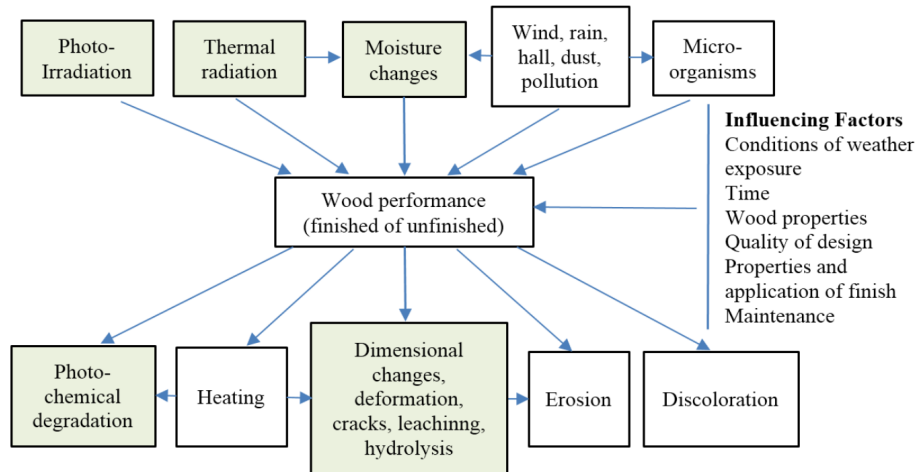 Photo-
Irradiation
Thermal
radiation
Moisture
changes
Wind, rain,
hall, dust,
pollution
Micro-
organisms
Influencing Factors
Conditions of weather
exposure
Time
Wood properties
Quality of design
Properties and
application of finish
Maintenance
Wood performance
(finished of unfinished)
Photo-
chemical
degradation
Heating
Dimensional
changes,
deformation,
cracks, leachinng,
hydrolysis
Erosion
Discoloration